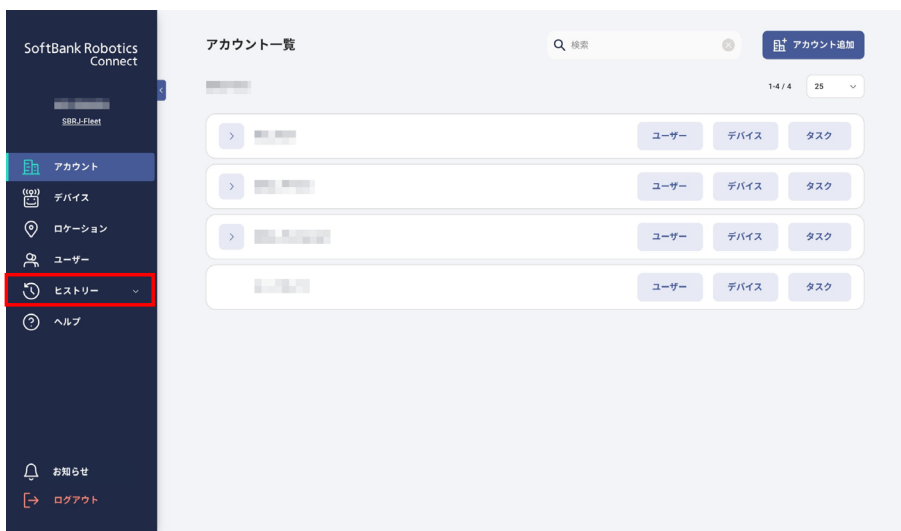 SoftBank Robotics
Connect
SBRJ-Fleet
アカウント
デバイス
ロケーション
ユーザー
ヒストリー
ヘルプ
お知らせ
ログアウト
アカウント一覧
検索
アカウント追加
1-4 / 4
25
ユーザー デバイス タスク
ユーザー デバイス タスク
ユーザー デバイス タスク
ユーザー デバイス タスク